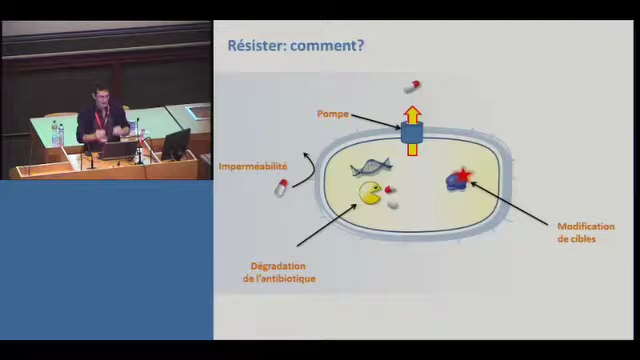 Résister: comment?
Pompe
Imperméabilité
Modification
de cibles
Dégradation
de l'antibiotique